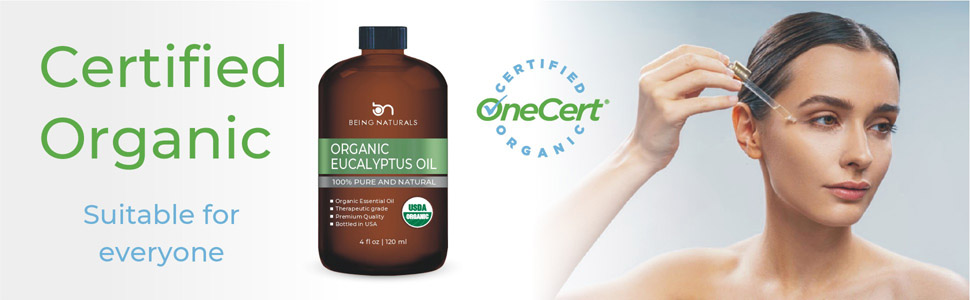 Certified
Organic
Suitable for
everyone
bn
BEING NATURALS
ORGANIC
EUCALYPTUS OIL
100% PURE AND NATURAL
Organic Essential Oil
Therapeutic grade
Premium Quality
Bottled in USA
USDA
ORGANIC
4 fl oz | 120 ml
CERTIFIED
OneCert®
ORGANIC